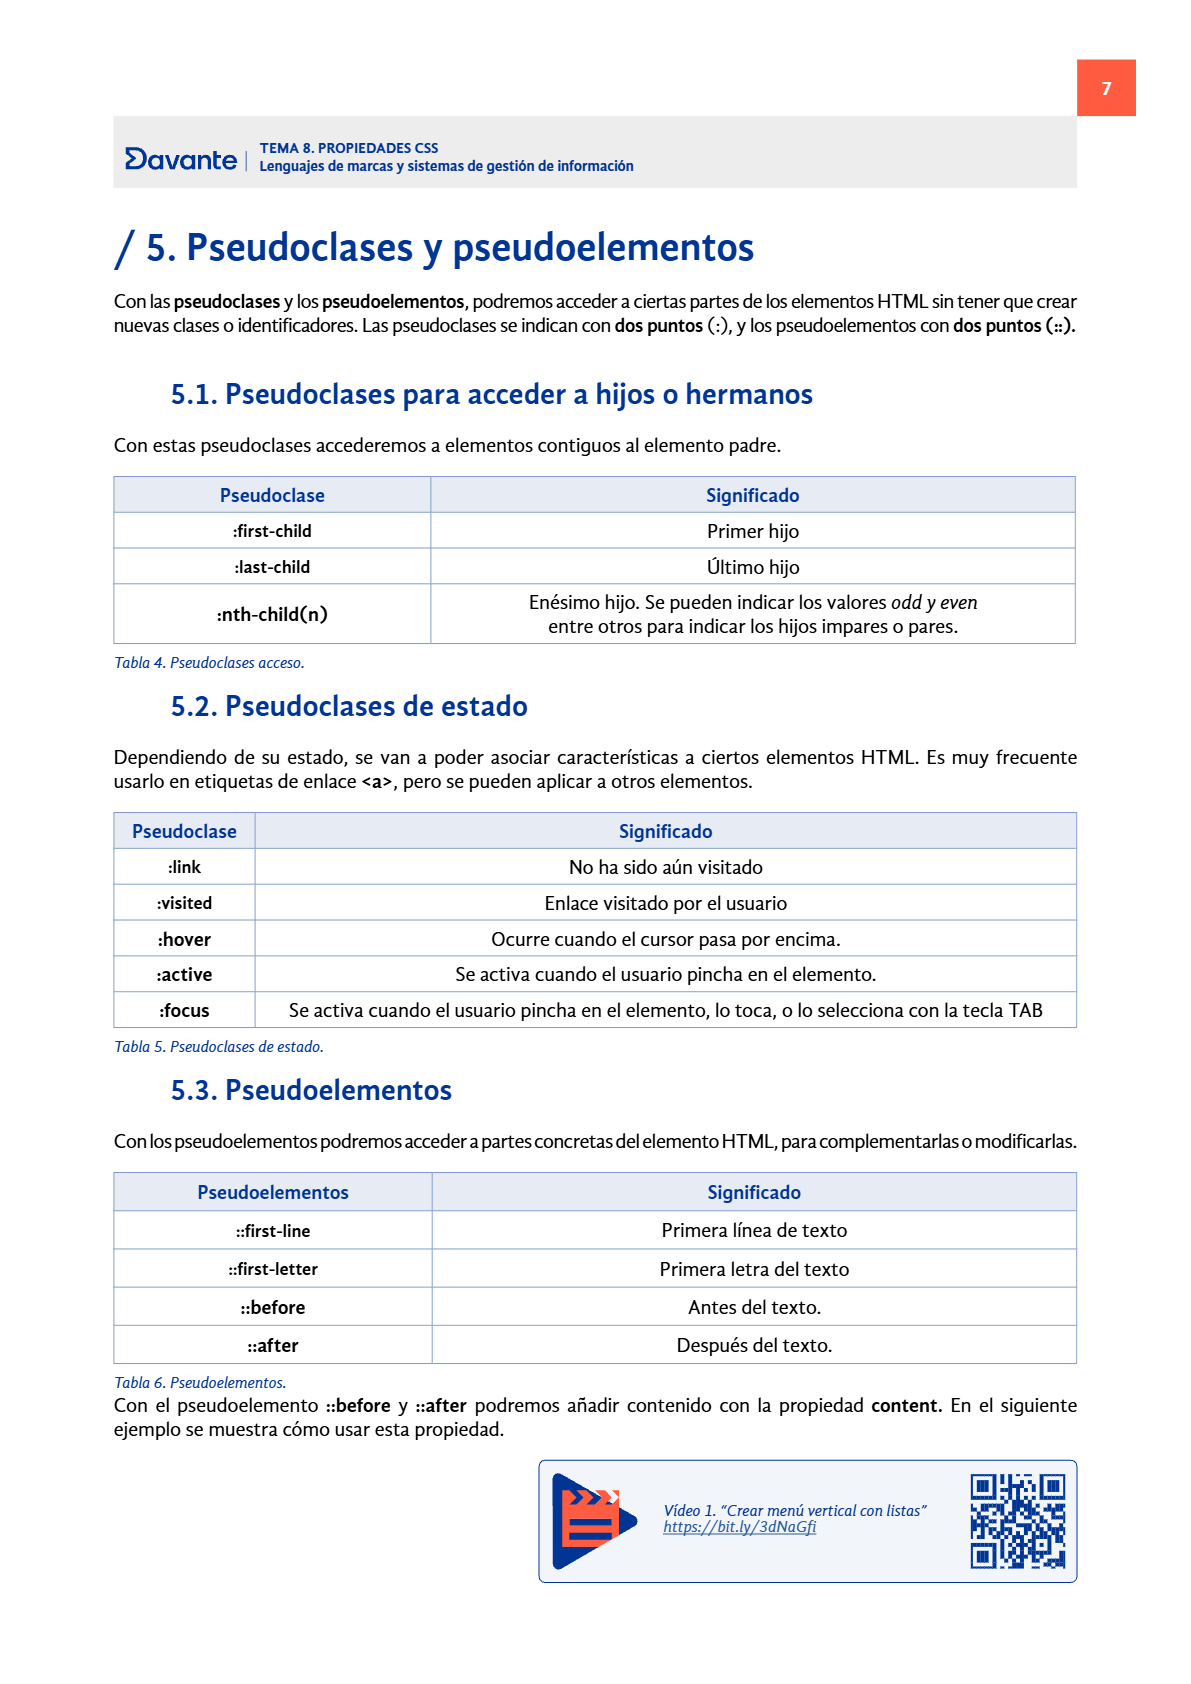 7
Davante
TEMA 8. PROPIEDADES CSS
Lenguajes de marcas y sistemas de gestión de información
/ 5. Pseudoclases y pseudoelementos
Con las pseudoclases y los pseudoelementos, podremos acceder a ciertas partes de los elementos HTML sin tener que crear
nuevas clases o identificadores. Las pseudoclases se indican con dos puntos (:), y los pseudoelementos con dos puntos (::).
5.1. Pseudoclases para acceder a hijos o hermanos
Con estas pseudoclases accederemos a elementos contiguos al elemento padre.
Pseudoclase Significado
:first-child Primer hijo
:last-child Último hijo
:nth-child(n) Enésimo hijo. Se pueden indicar los valores odd y even
entre otros para indicar los hijos impares o pares.
Tabla 4. Pseudoclases acceso.
5.2. Pseudoclases de estado
Dependiendo de su estado, se van a poder asociar características a ciertos elementos HTML. Es muy frecuente
usarlo en etiquetas de enlace <a>, pero se pueden aplicar a otros elementos.
Pseudoclase Significado
:link No ha sido aún visitado
:visited Enlace visitado por el usuario
:hover Ocurre cuando el cursor pasa por encima.
:active Se activa cuando el usuario pincha en el elemento.
:focus Se activa cuando el usuario pincha en el elemento, lo toca, o lo selecciona con la tecla TAB
Tabla 5. Pseudoclases de estado.
5.3. Pseudoelementos
Con los pseudoelementos podremos acceder a partes concretas del elemento HTML, para complementarlas o modificarlas.
Pseudoelementos Significado
::first-line Primera línea de texto
::first-letter Primera letra del texto
::before Antes del texto.
::after Después del texto.
Tabla 6. Pseudoelementos.
Con el pseudoelemento ::before y ::after podremos añadir contenido con la propiedad content. En el siguiente
ejemplo se muestra cómo usar esta propiedad.
Vídeo 1. “Crear menú vertical con listas”
https://bit.ly/3dNaGfi